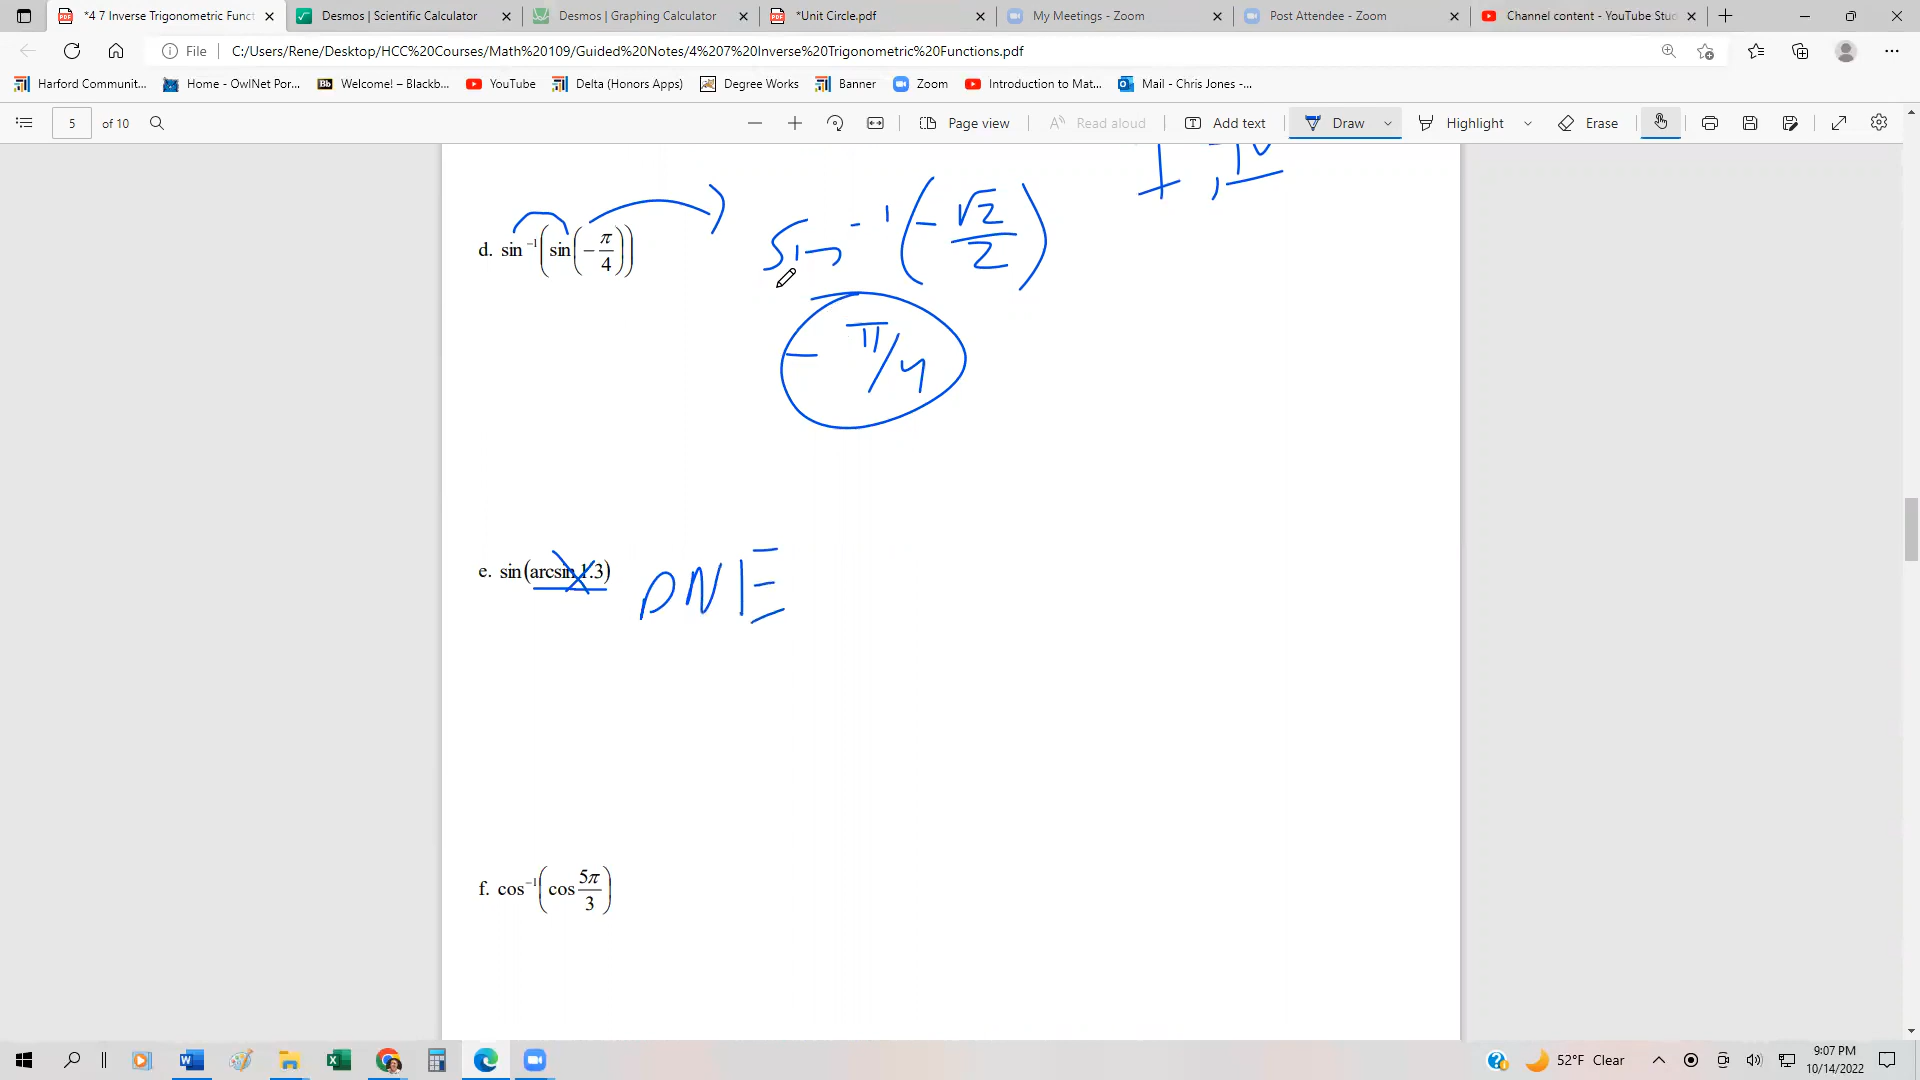 *4 7 Inverse Trigonometric Funct
Desmos | Scientific Calculator
Desmos | Graphing Calculator
*Unit Circle.pdf
My Meetings - Zoom
Post Attendee - Zoom
Channel content - YouTube Stud
File
C:/Users/Rene/Desktop/HCC%20Courses/Math%20109/Guided%20Notes/4%207%20Inverse%20Trigonometric%20Functions.pdf
Harford Communit...
Home - OwlNet Por...
Bb Welcome! – Blackb...
YouTube
Delta (Honors Apps)
Degree Works
Banner
Zoom
Introduction to Mat...
Mail - Chris Jones -...
5 of 10
Page view
Read aloud
Add text
Draw
Highlight
Erase
I, IV
d. sin⁻¹(sin(−π/4))
sin⁻¹(−√2/2)
− π/4
e. sin(arcsin 1.3) DNE
f. cos⁻¹(cos 5π/3)
52°F Clear
9:07 PM
10/14/2022